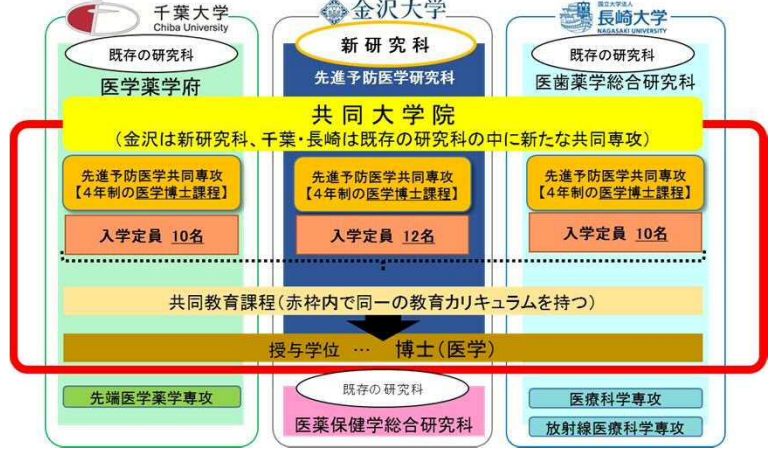 千葉大学
Chiba University
金沢大学
国立大学法人
長崎大学
NAGASAKI UNIVERSITY
既存の研究科
新研究科
既存の研究科
医学薬学府
先進予防医学研究科
医歯薬学総合研究科
共同大学院
(金沢は新研究科、千葉・長崎は既存の研究科の中に新たな共同専攻)
先進予防医学共同専攻
【4年制の医学博士課程】
先進予防医学共同専攻
【4年制の医学博士課程】
先進予防医学共同専攻
【4年制の医学博士課程】
入学定員 10名
入学定員 12名
入学定員 10名
共同教育課程(赤枠内で同一の教育カリキュラムを持つ)
授与学位 … 博士(医学)
先端医学薬学専攻
既存の研究科
医薬保健学総合研究科
医療科学専攻
放射線医療科学専攻